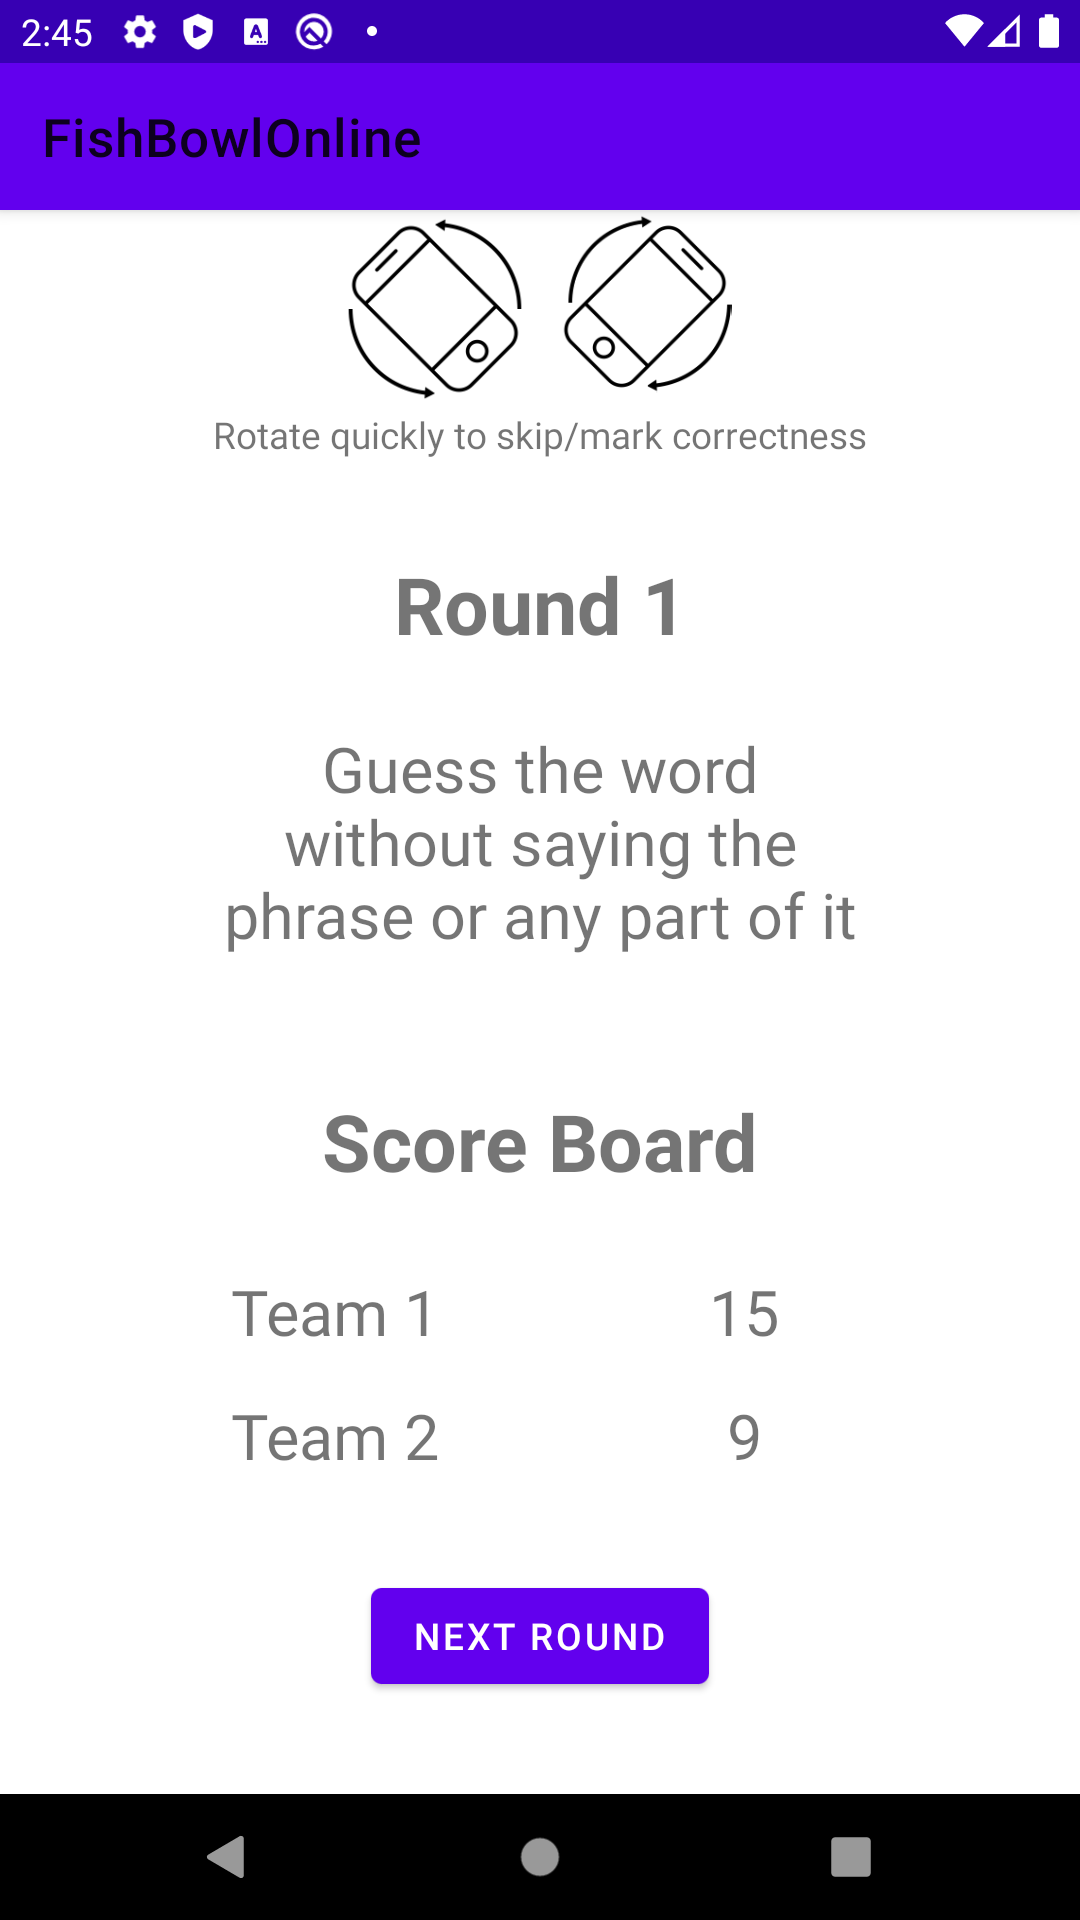 2:45
FishBowlOnline
Rotate quickly to skip/mark correctness
Round 1
Guess the word
without saying the
phrase or any part of it
Score Board
Team 1 15
Team 2 9
NEXT ROUND